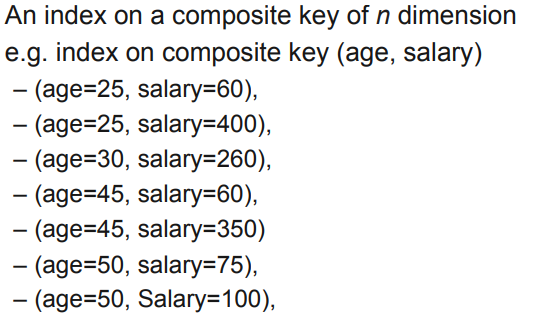 An index on a composite key of n dimension
e.g. index on composite key (age, salary)
– (age=25, salary=60),
– (age=25, salary=400),
– (age=30, salary=260),
– (age=45, salary=60),
– (age=45, salary=350)
– (age=50, salary=75),
– (age=50, Salary=100),